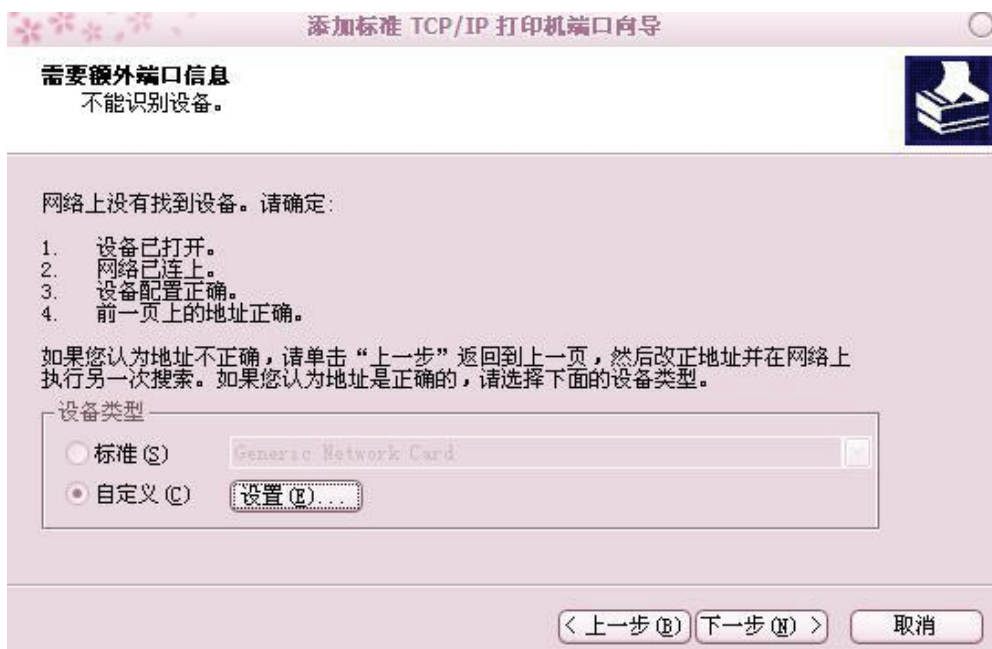 添加标准 TCP/IP 打印机端口向导
需要额外端口信息
不能识别设备。
网络上没有找到设备。请确定:
1. 设备已打开。
2. 网络已连上。
3. 设备配置正确。
4. 前一页上的地址正确。
如果您认为地址不正确，请单击“上一步”返回到上一页，然后改正地址并在网络上
执行另一次搜索。如果您认为地址是正确的，请选择下面的设备类型。
设备类型
标准(S) Generic Network Card
自定义(C) 设置(E)...
< 上一步(B) 下一步(N) > 取消